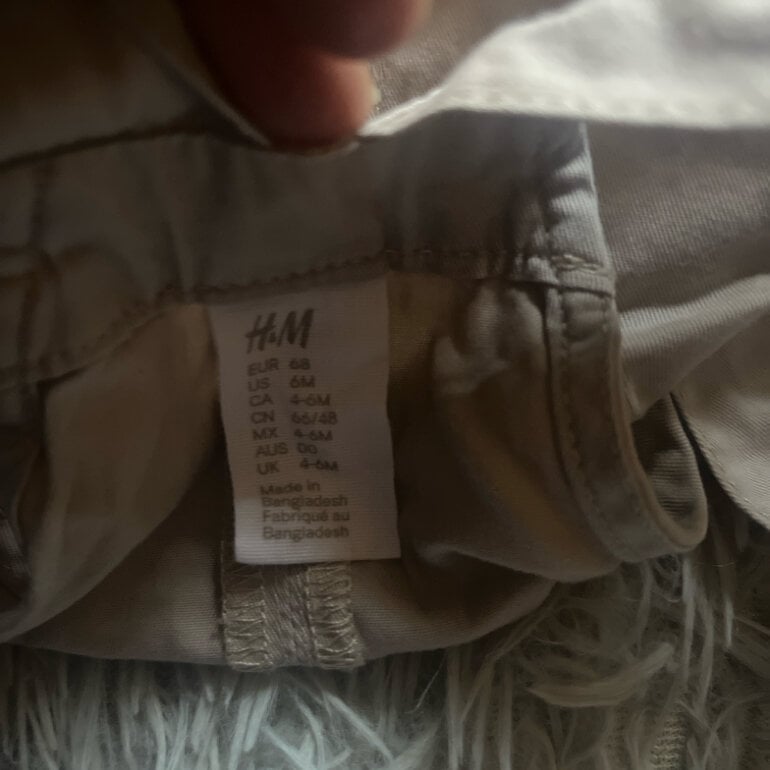 H&M
EUR 68
US 6M
CA 4-6M
CN 66/48
MX 4-6M
AUS 00
UK 4-6M
Made in
Bangladesh
Fabriqué au
Bangladesh